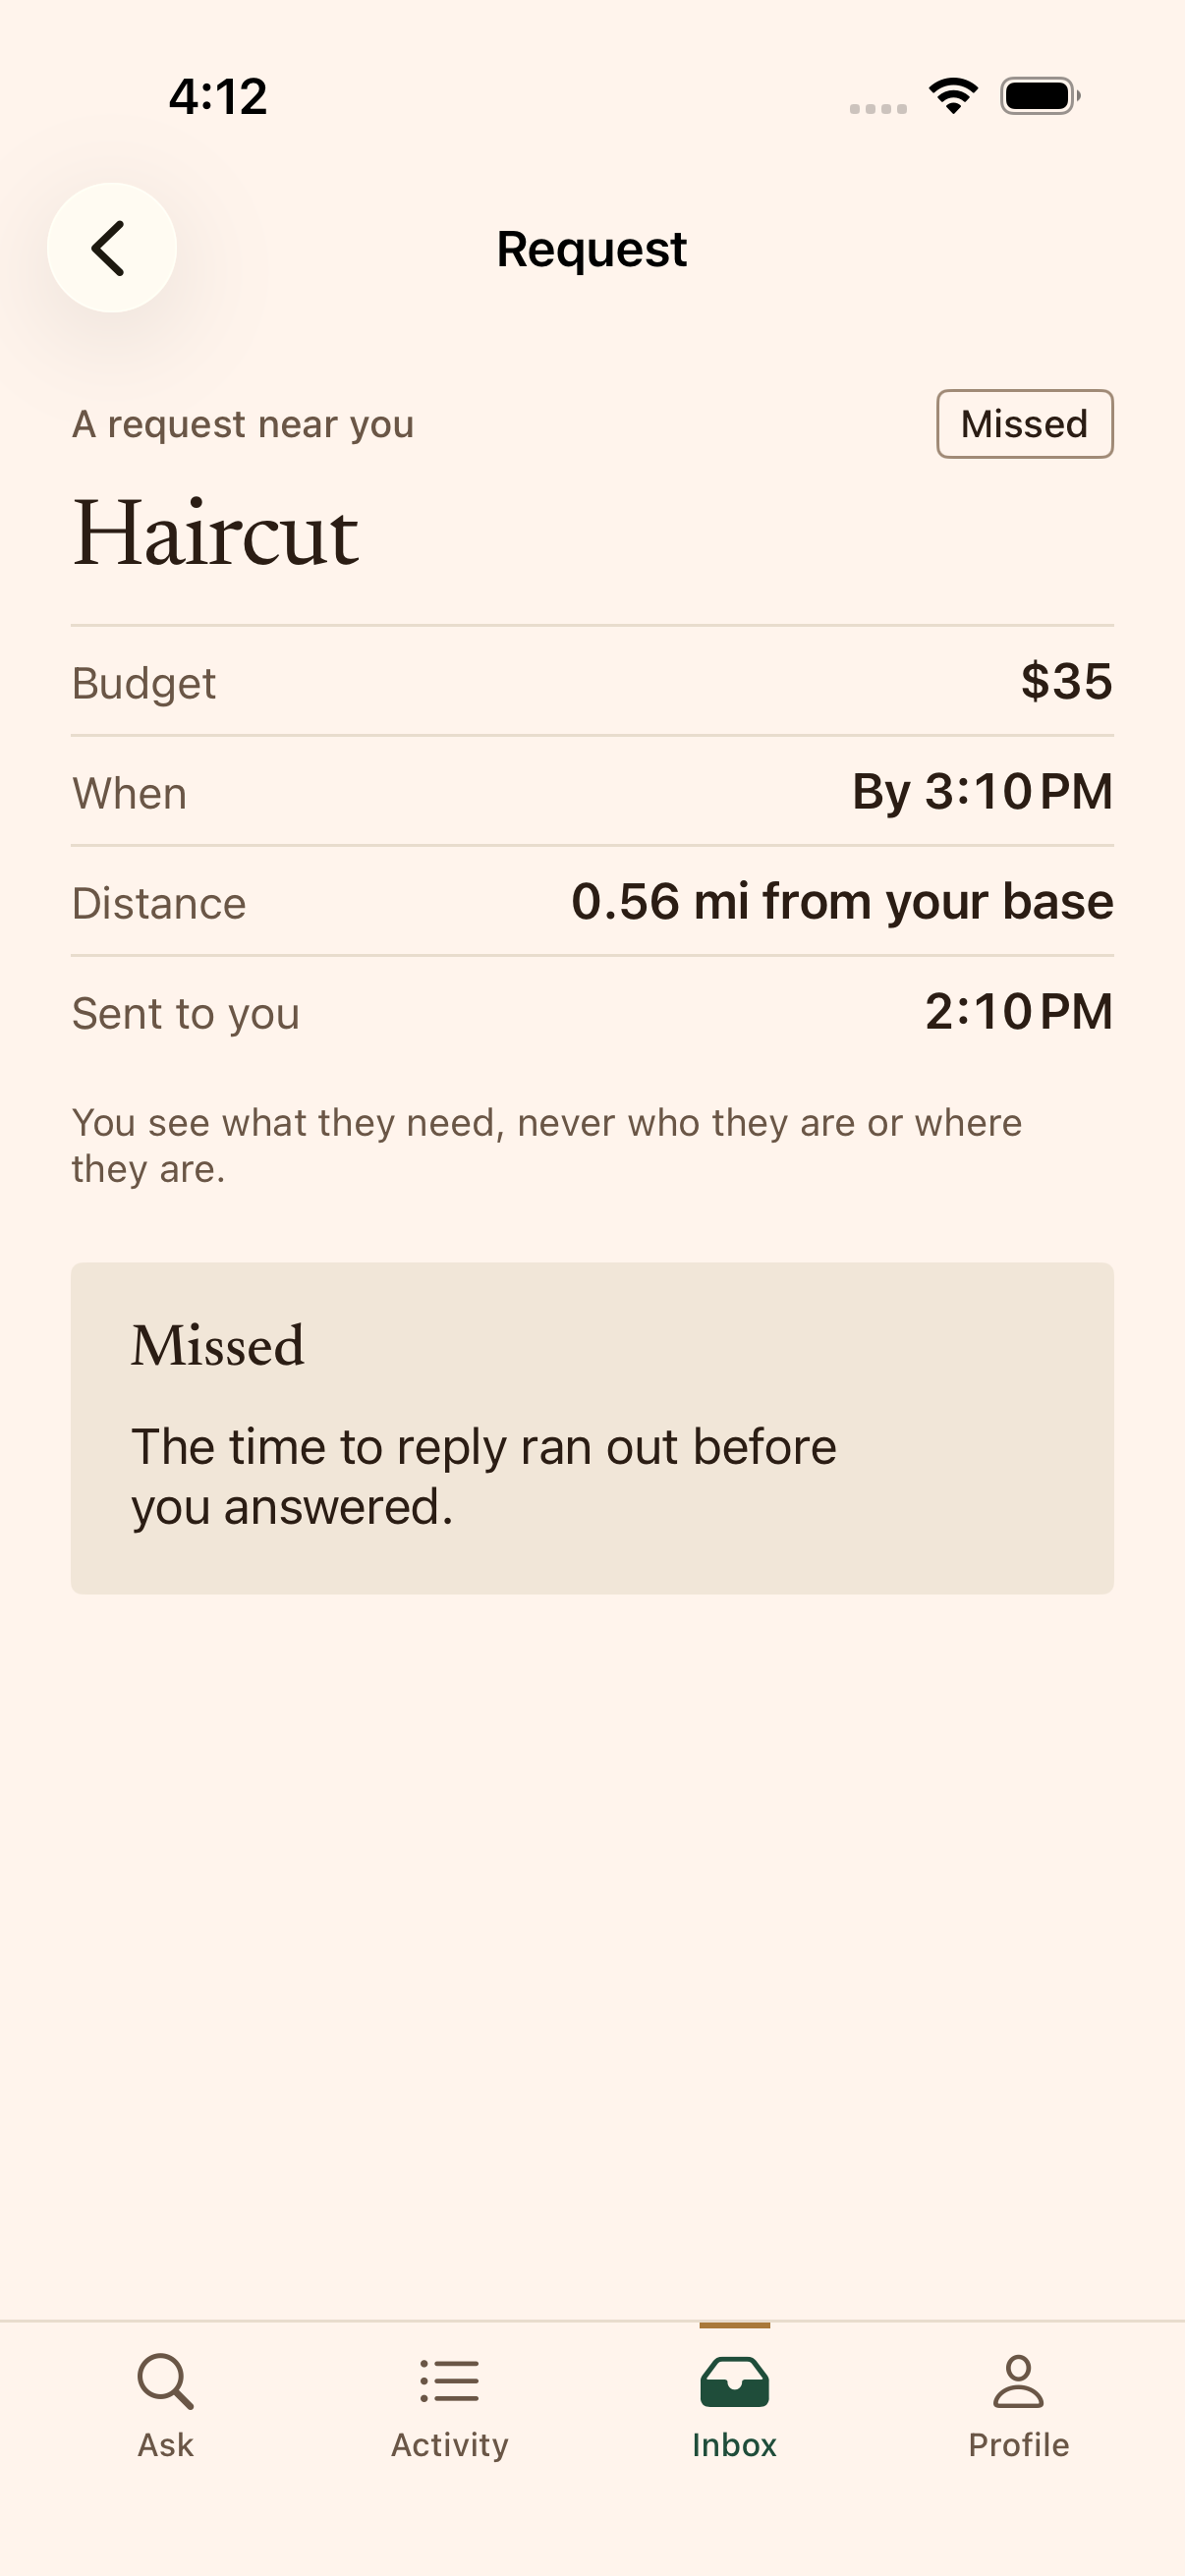 4:12
Request
A request near you
Missed
Haircut
Budget
$35
When
By 3:10 PM
Distance
0.56 mi from your base
Sent to you
2:10 PM
You see what they need, never who they are or where
they are.
Missed
The time to reply ran out before
you answered.
Ask
Activity
Inbox
Profile